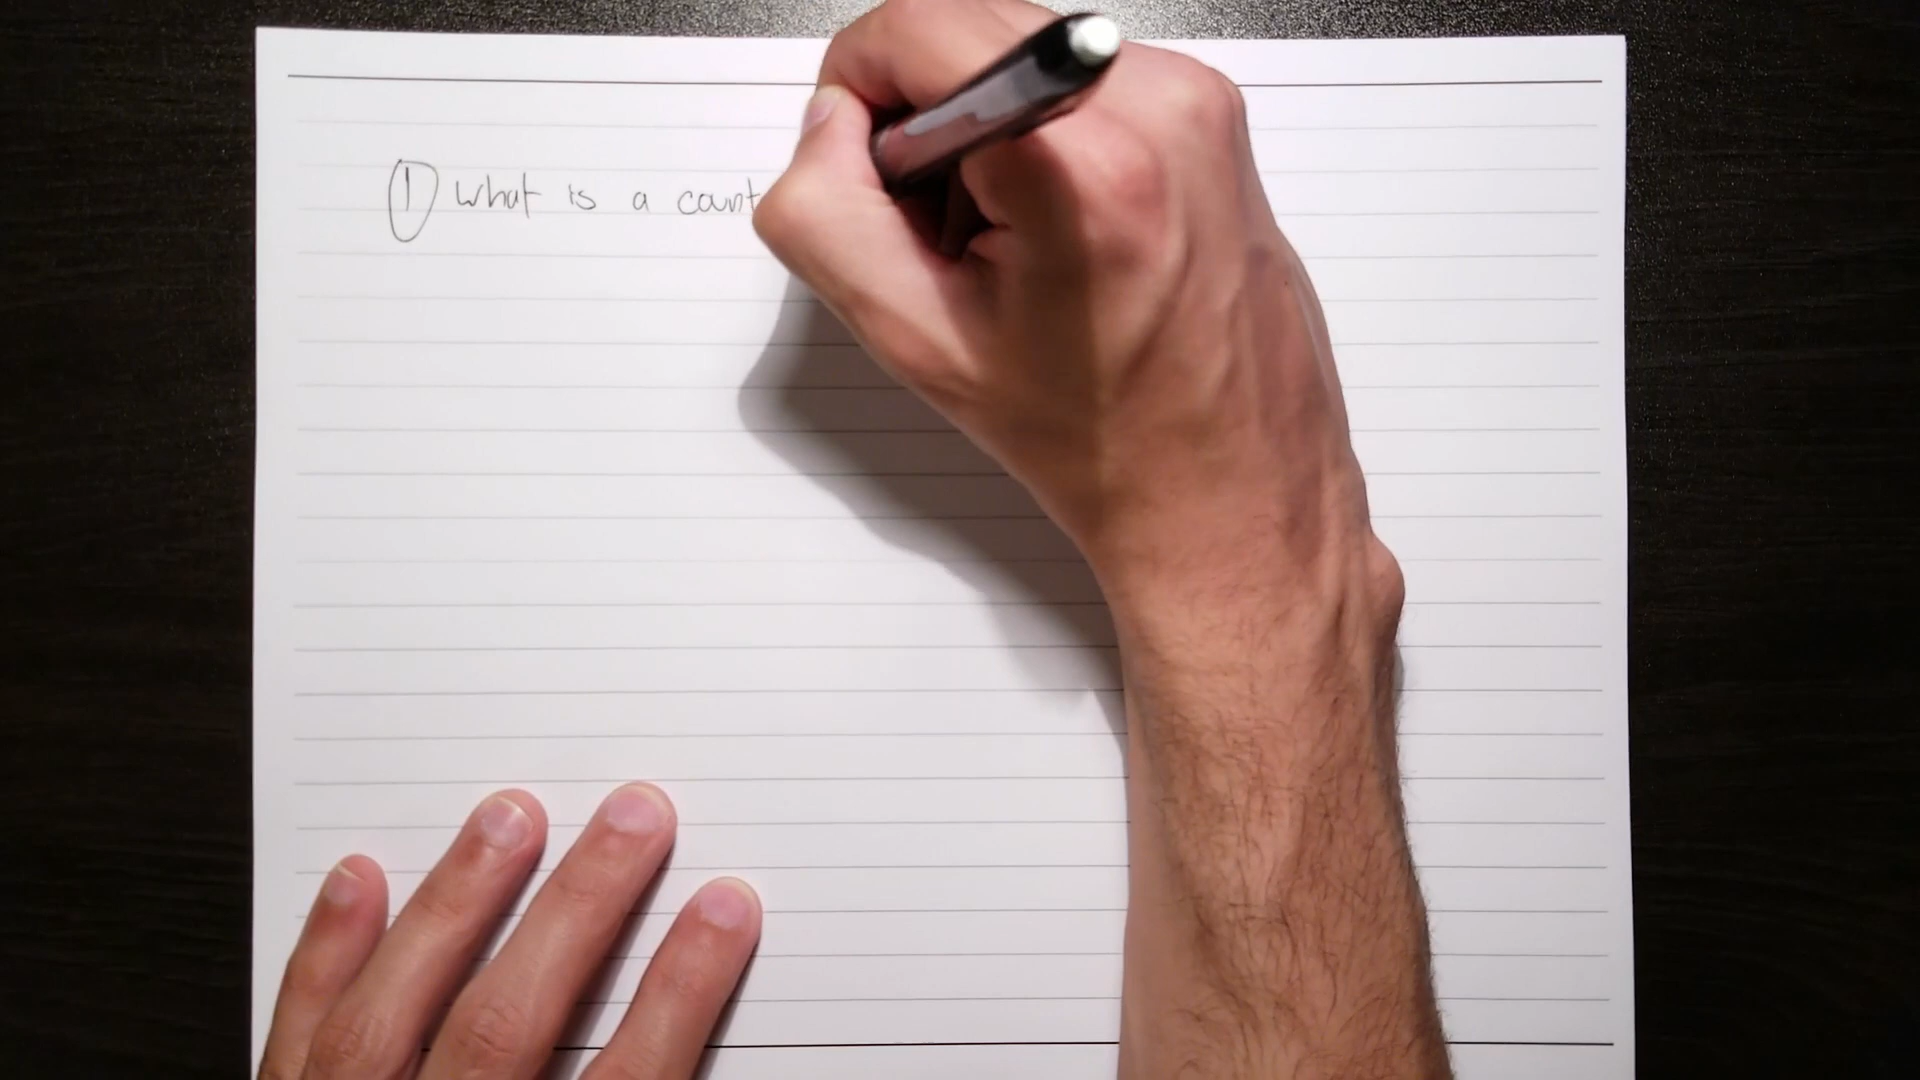 ① what is a count